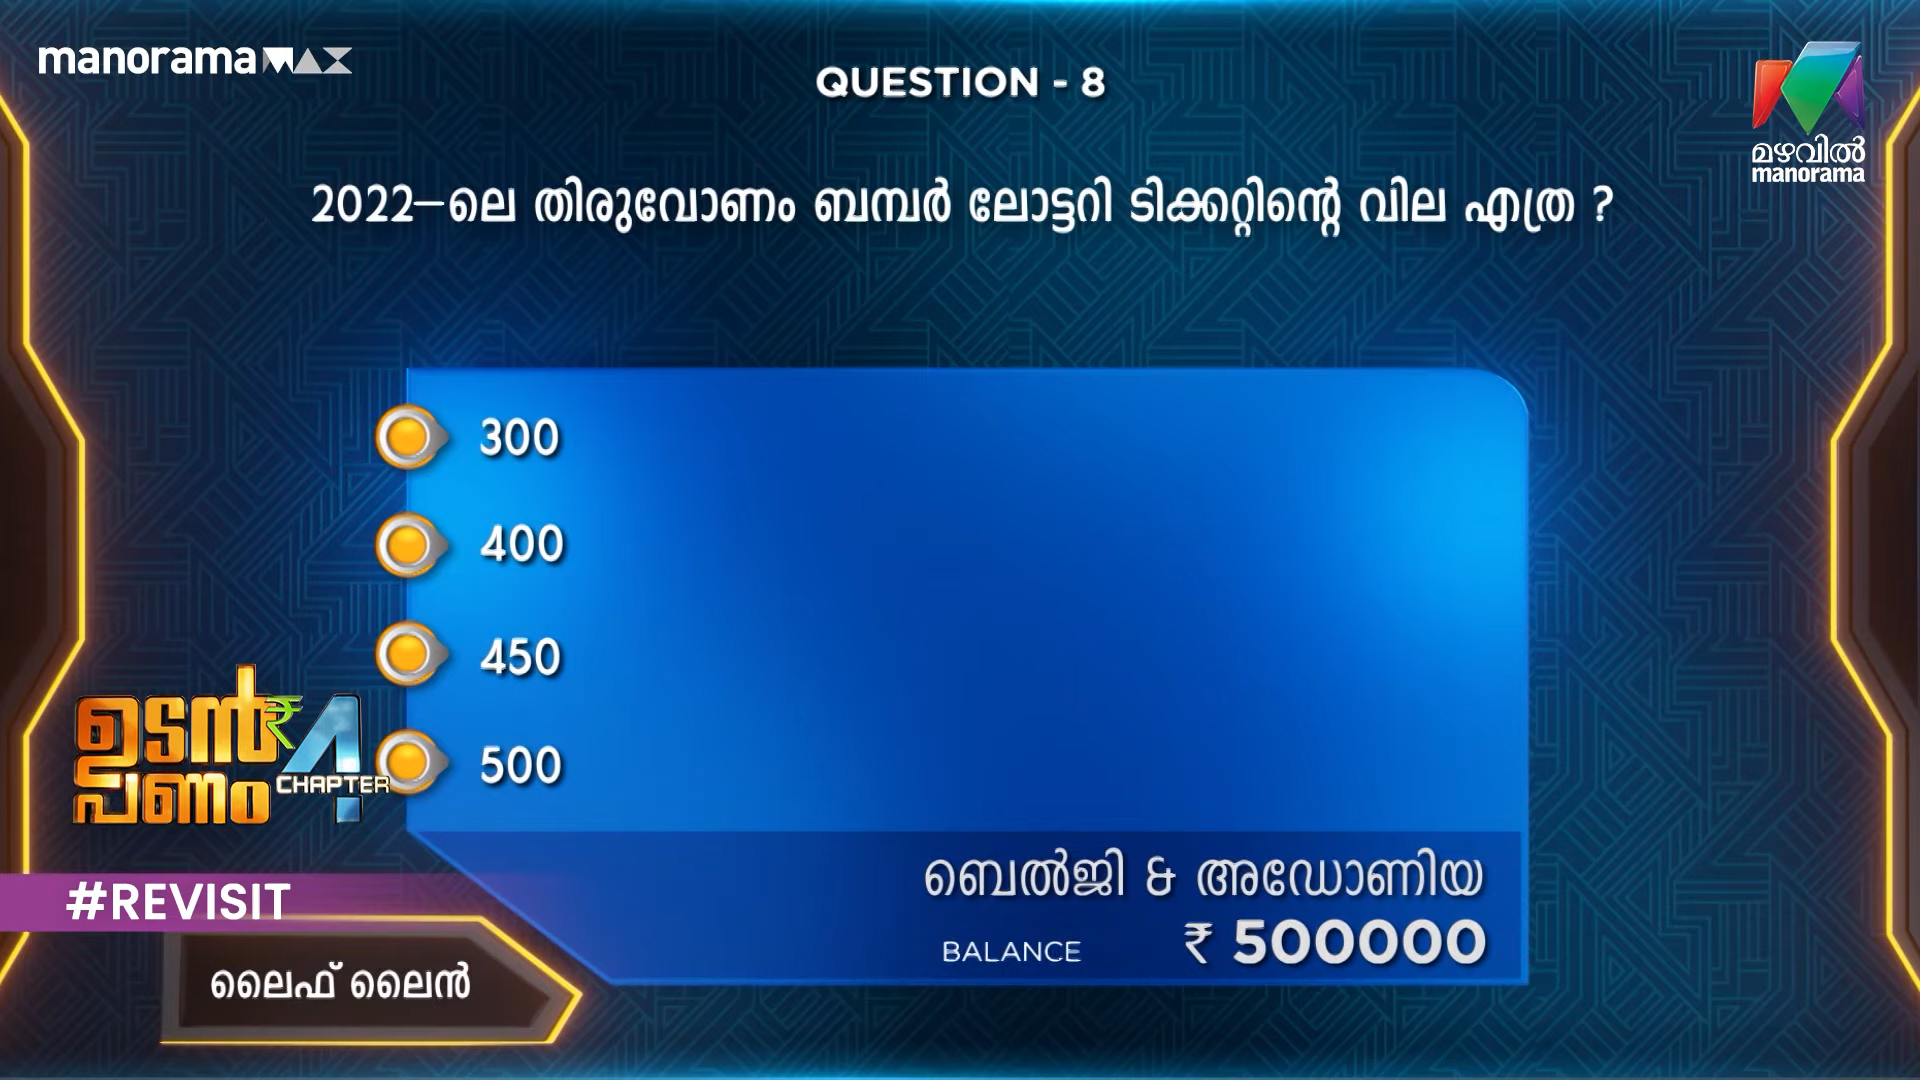 manorama MAX
QUESTION - 8
മഴവിൽ
manorama
2022-ലെ തിരുവോണം ബമ്പർ ലോട്ടറി ടിക്കറ്റിന്റെ വില എത്ര ?
300
400
450
500
ഉടൻ
പണം
CHAPTER
4
#REVISIT
ബെൽജി & അഡോണിയ
BALANCE ₹ 500000
ലൈഫ് ലൈൻ